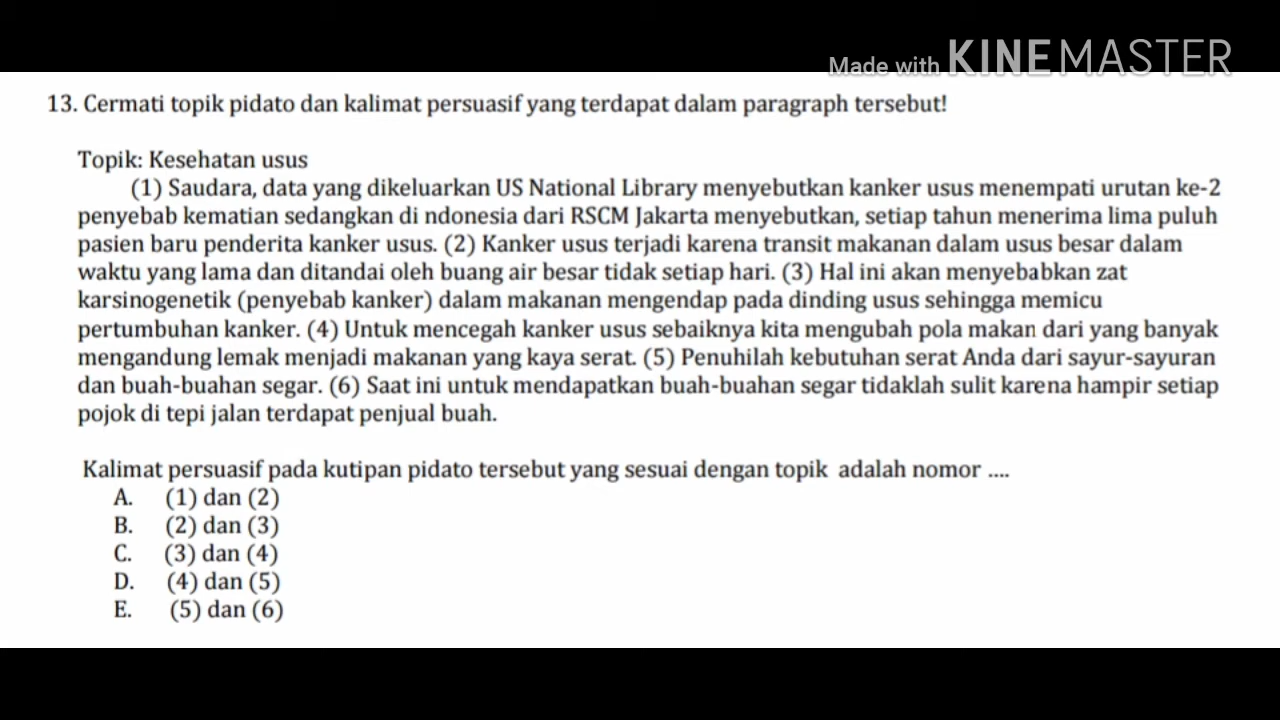 Made with KINEMASTER
13. Cermati topik pidato dan kalimat persuasif yang terdapat dalam paragraph tersebut!
Topik: Kesehatan usus
(1) Saudara, data yang dikeluarkan US National Library menyebutkan kanker usus menempati urutan ke-2
penyebab kematian sedangkan di ndonesia dari RSCM Jakarta menyebutkan, setiap tahun menerima lima puluh
pasien baru penderita kanker usus. (2) Kanker usus terjadi karena transit makanan dalam usus besar dalam
waktu yang lama dan ditandai oleh buang air besar tidak setiap hari. (3) Hal ini akan menyebabkan zat
karsinogenetik (penyebab kanker) dalam makanan mengendap pada dinding usus sehingga memicu
pertumbuhan kanker. (4) Untuk mencegah kanker usus sebaiknya kita mengubah pola makan dari yang banyak
mengandung lemak menjadi makanan yang kaya serat. (5) Penuhilah kebutuhan serat Anda dari sayur-sayuran
dan buah-buahan segar. (6) Saat ini untuk mendapatkan buah-buahan segar tidaklah sulit karena hampir setiap
pojok di tepi jalan terdapat penjual buah.
Kalimat persuasif pada kutipan pidato tersebut yang sesuai dengan topik adalah nomor ....
A. (1) dan (2)
B. (2) dan (3)
C. (3) dan (4)
D. (4) dan (5)
E. (5) dan (6)